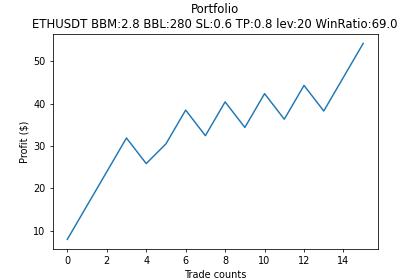 Portfolio
ETHUSDT BBM:2.8 BBL:280 SL:0.6 TP:0.8 lev:20 WinRatio:69.0
50
40
30
20
10
Profit ($)
0 2 4 6 8 10 12 14
Trade counts